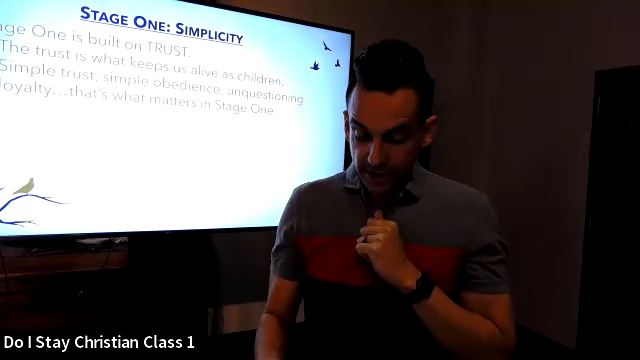 STAGE ONE: SIMPLICITY
One is built on TRUST.
The trust is what keeps us alive as children.
Simple trust, simple obedience, unquestioning
loyalty...that's what matters in Stage One.
Do I Stay Christian Class 1